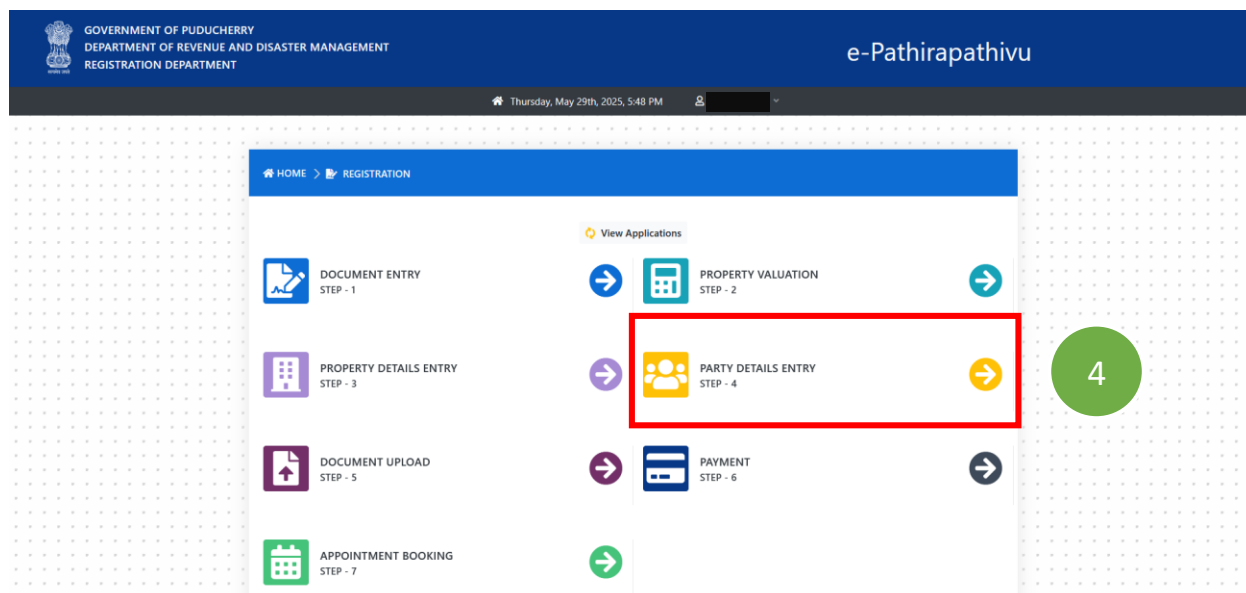 GOVERNMENT OF PUDUCHERRY
DEPARTMENT OF REVENUE AND DISASTER MANAGEMENT
REGISTRATION DEPARTMENT
e-Pathirapathivu
Thursday, May 29th, 2025, 5:48 PM
HOME > REGISTRATION
View Applications
DOCUMENT ENTRY
STEP - 1
PROPERTY VALUATION
STEP - 2
PROPERTY DETAILS ENTRY
STEP - 3
PARTY DETAILS ENTRY
STEP - 4
4
DOCUMENT UPLOAD
STEP - 5
PAYMENT
STEP - 6
APPOINTMENT BOOKING
STEP - 7